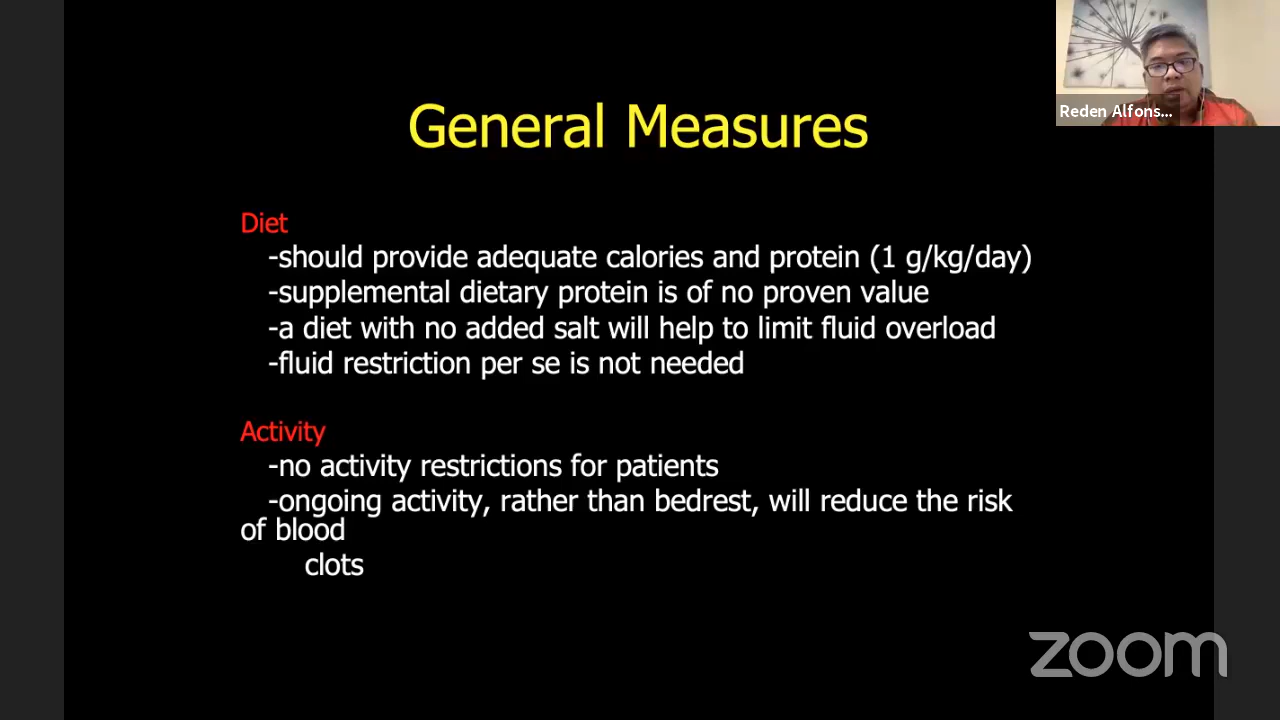 General Measures
Reden Alfons...
Diet
-should provide adequate calories and protein (1 g/kg/day)
-supplemental dietary protein is of no proven value
-a diet with no added salt will help to limit fluid overload
-fluid restriction per se is not needed
Activity
-no activity restrictions for patients
-ongoing activity, rather than bedrest, will reduce the risk
of blood
clots
zoom